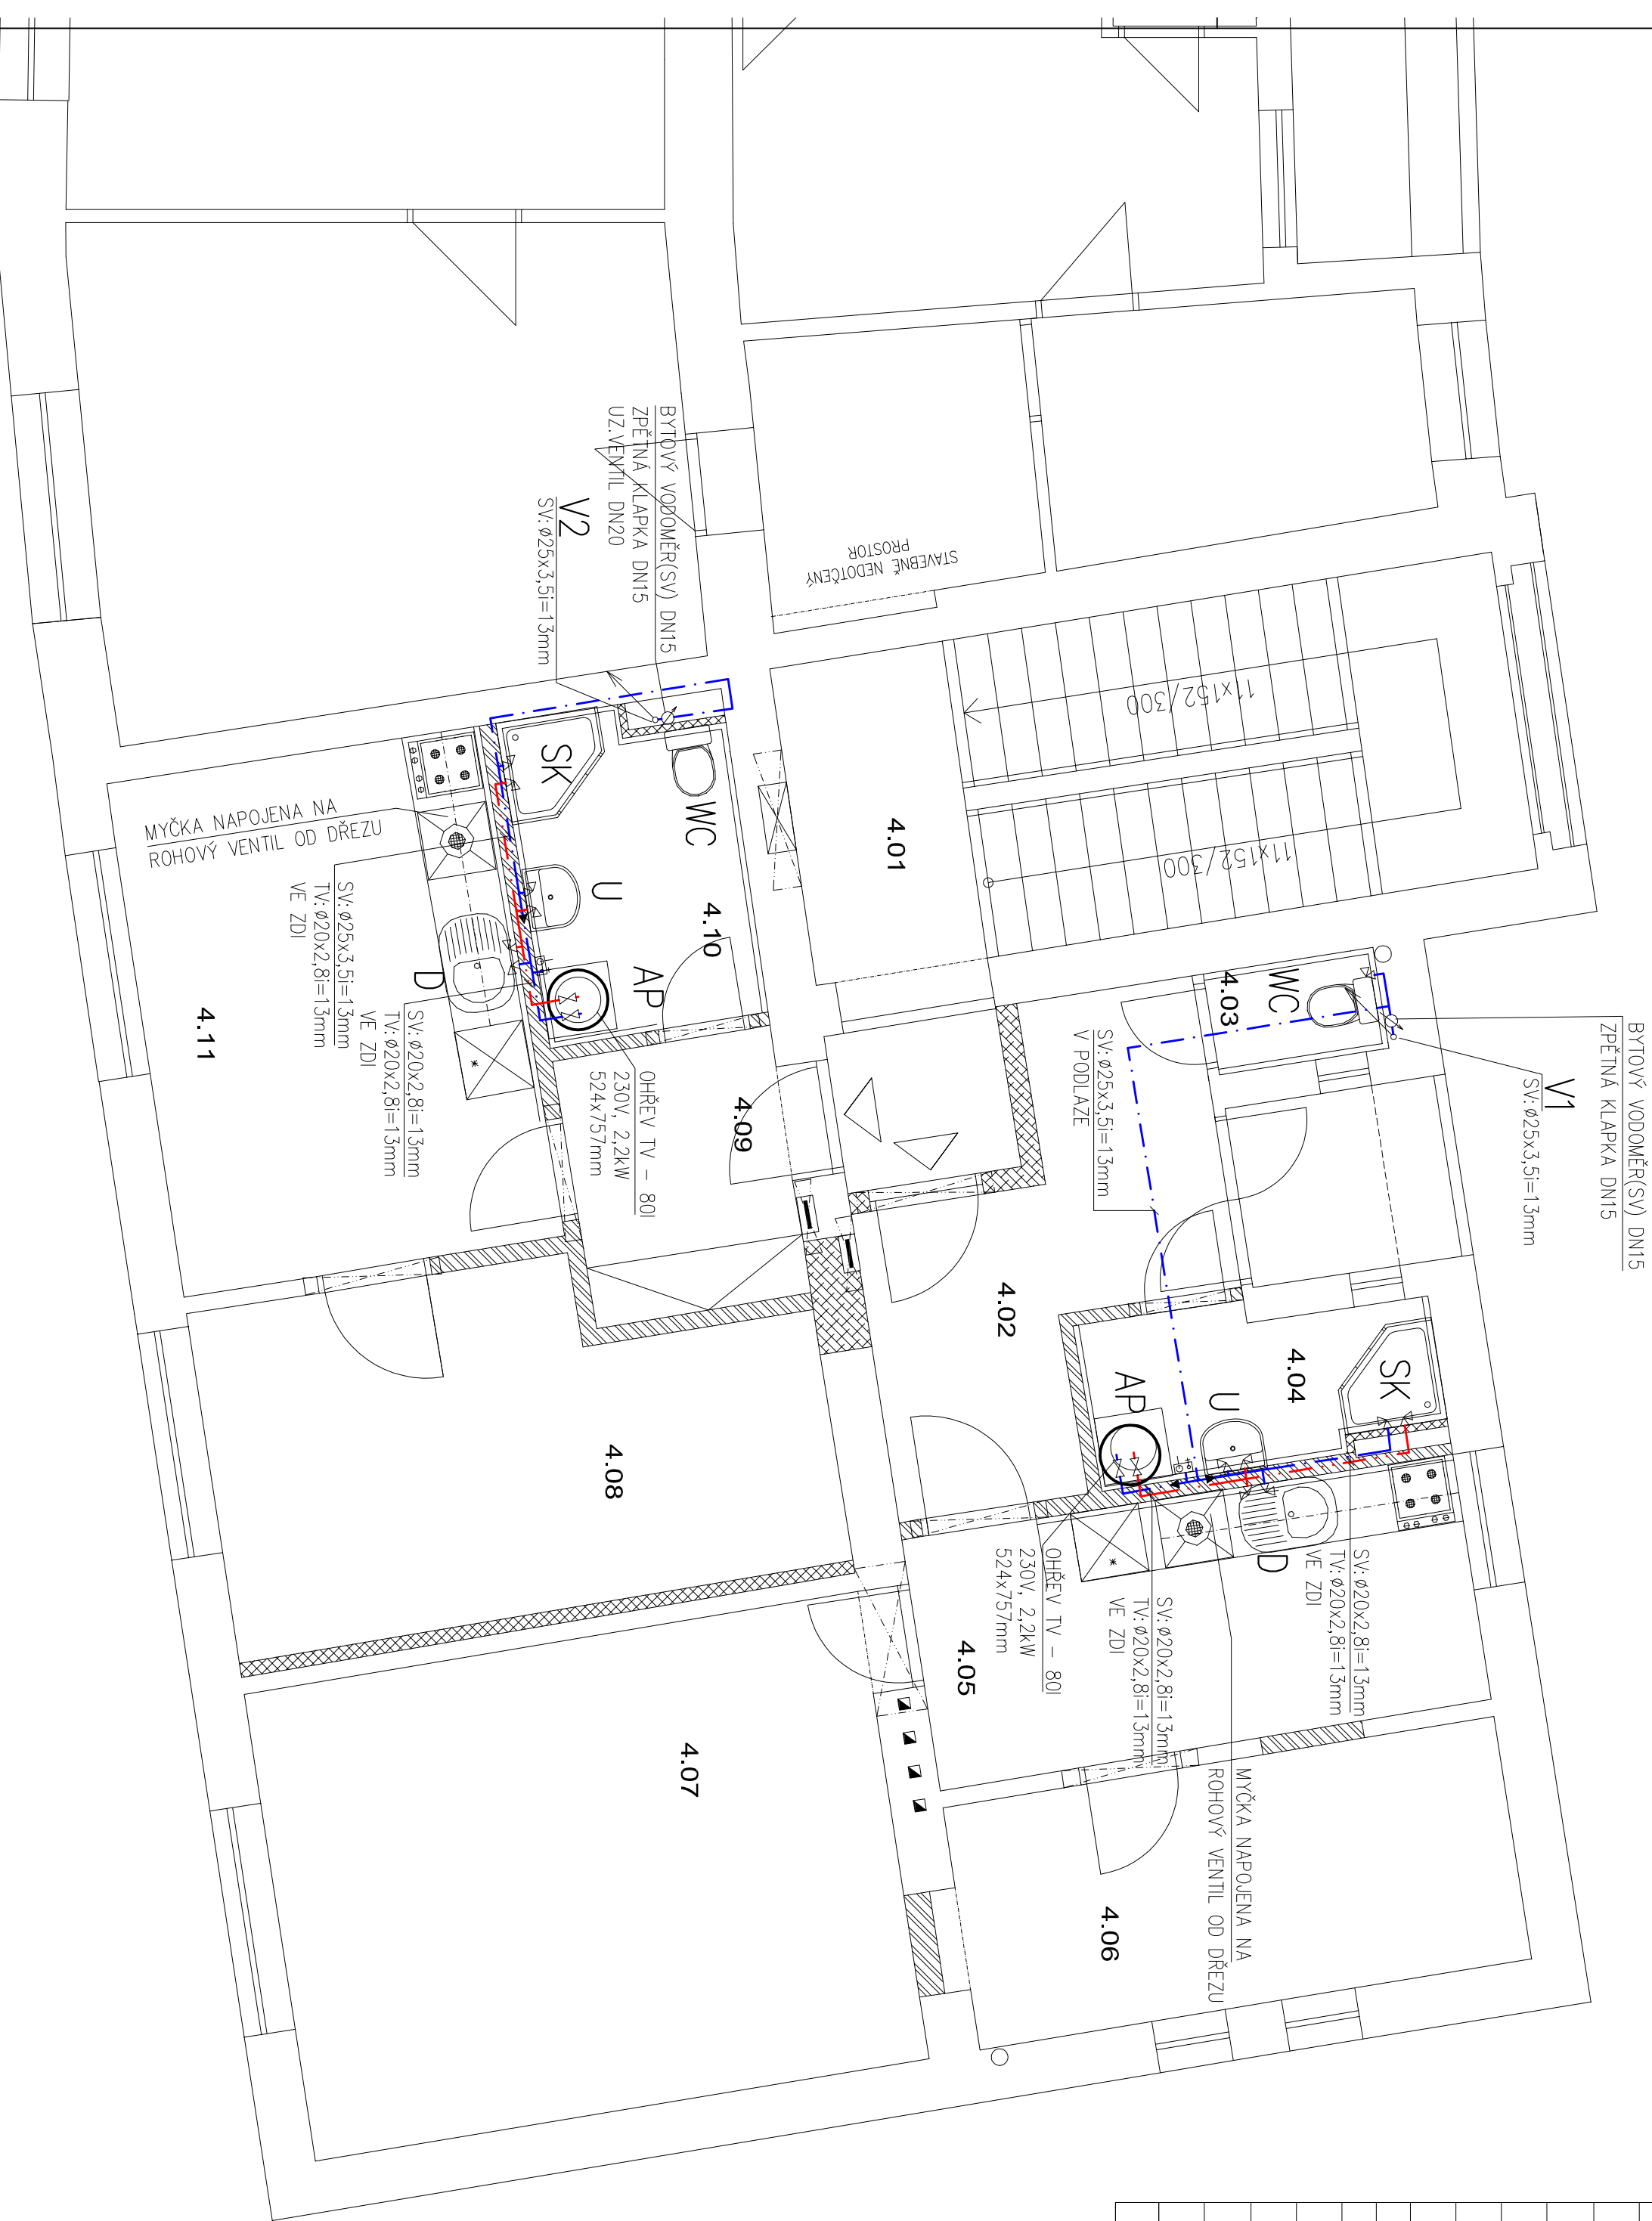 BYTOVÝ VODOMĚR(SV) DN15
ZPĚTNÁ KLAPKA DN15
V1
SV:Ø25x3,5i=13mm
WC
4.03
SV:Ø25x3,5i=13mm
V PODLAZE
4.02
SK
4.04
U
AP
D
SV:Ø20x2,8i=13mm
TV:Ø20x2,8i=13mm
VE ZDI
SV:Ø20x2,8i=13mm
TV:Ø20x2,8i=13mm
VE ZDI
OHŘEV TV - 80l
230V, 2,2kW
524x757mm
4.05
MYČKA NAPOJENA NA
ROHOVÝ VENTIL OD DŘEZU
4.06
11x152/300
11x152/300
4.01
STAVEBNĚ NEDOTČENÝ
PROSTOR
BYTOVÝ VODOMĚR(SV) DN15
ZPĚTNÁ KLAPKA DN15
UZ.VENTIL DN20
V2
SV:Ø25x3,5i=13mm
WC
SK
4.10
U
AP
D
4.09
OHŘEV TV - 80l
230V, 2,2kW
524x757mm
SV:Ø20x2,8i=13mm
TV:Ø20x2,8i=13mm
VE ZDI
SV:Ø25x3,5i=13mm
TV:Ø20x2,8i=13mm
VE ZDI
MYČKA NAPOJENA NA
ROHOVÝ VENTIL OD DŘEZU
4.11
4.08
4.07